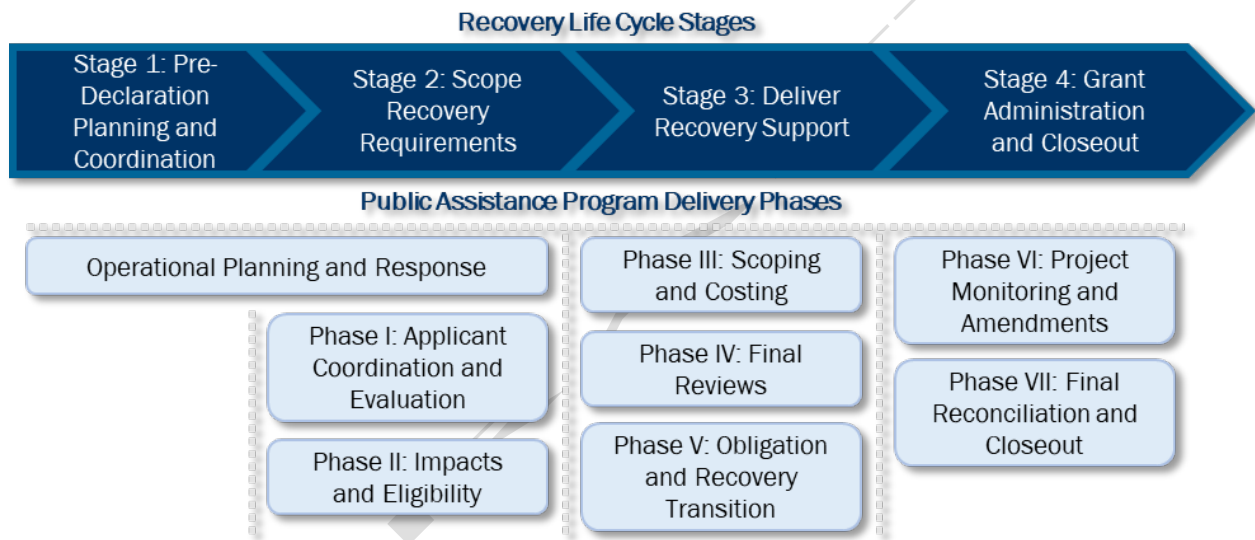 Recovery Life Cycle Stages
Stage 1: Pre-
Declaration
Planning and
Coordination
Stage 2: Scope
Recovery
Requirements
Stage 3: Deliver
Recovery Support
Stage 4: Grant
Administration
and Closeout
Public Assistance Program Delivery Phases
Operational Planning and Response
Phase I: Applicant
Coordination and
Evaluation
Phase II: Impacts
and Eligibility
Phase III: Scoping
and Costing
Phase IV: Final
Reviews
Phase V: Obligation
and Recovery
Transition
Phase VI: Project
Monitoring and
Amendments
Phase VII: Final
Reconciliation and
Closeout